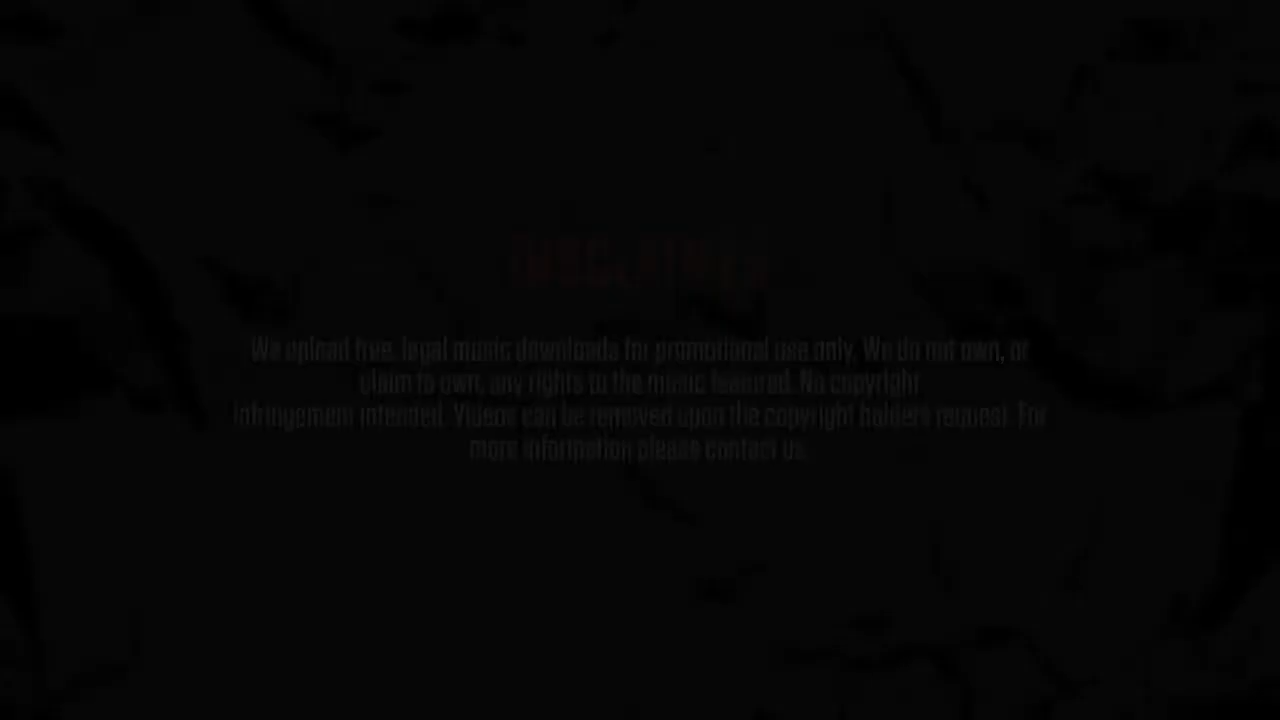 DISCLAIMER
We upload free, legal music downloads for promotional use only. We do not own, or
claim to own, any rights to the music featured. No copyright
infringement intended. Videos can be removed upon the copyright holders request. For
more information please contact us.